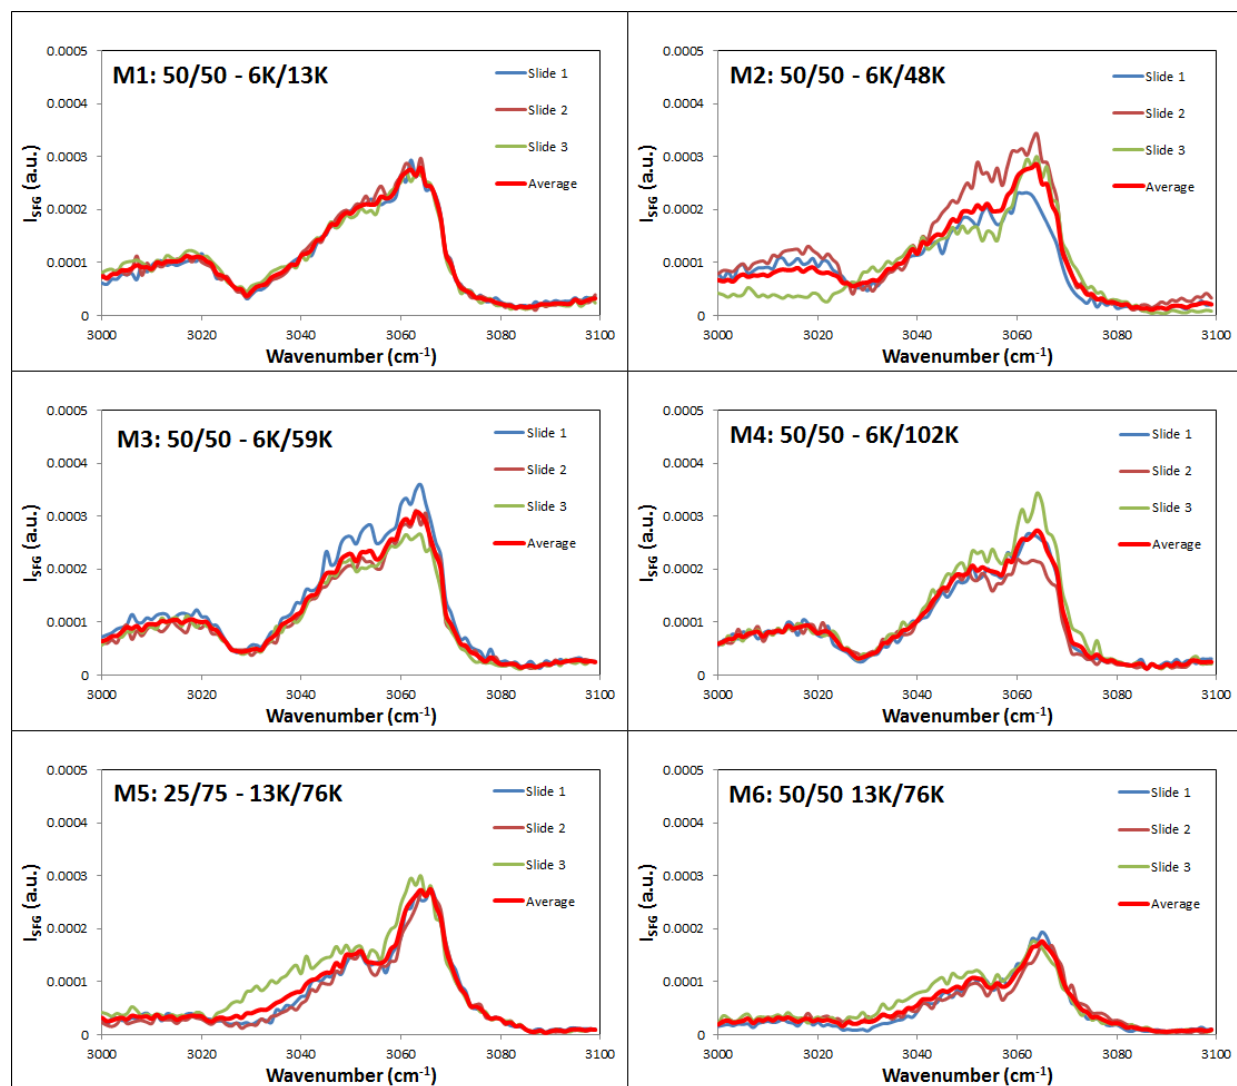 M1: 50/50 - 6K/13K
0.0005
0.0004
0.0003
0.0002
0.0001
0
I_SFG (a.u.)
Slide 1
Slide 2
Slide 3
Average
3000 3020 3040 3060 3080 3100
Wavenumber (cm⁻¹)
M2: 50/50 - 6K/48K
0.0005
0.0004
0.0003
0.0002
0.0001
0
I_SFG (a.u.)
Slide 1
Slide 2
Slide 3
Average
3000 3020 3040 3060 3080 3100
Wavenumber (cm⁻¹)
M3: 50/50 - 6K/59K
0.0005
0.0004
0.0003
0.0002
0.0001
0
I_SFG (a.u.)
Slide 1
Slide 2
Slide 3
Average
3000 3020 3040 3060 3080 3100
Wavenumber (cm⁻¹)
M4: 50/50 - 6K/102K
0.0005
0.0004
0.0003
0.0002
0.0001
0
I_SFG (a.u.)
Slide 1
Slide 2
Slide 3
Average
3000 3020 3040 3060 3080 3100
Wavenumber (cm⁻¹)
M5: 25/75 - 13K/76K
0.0005
0.0004
0.0003
0.0002
0.0001
0
I_SFG (a.u.)
Slide 1
Slide 2
Slide 3
Average
3000 3020 3040 3060 3080 3100
Wavenumber (cm⁻¹)
M6: 50/50 13K/76K
0.0005
0.0004
0.0003
0.0002
0.0001
0
I_SFG (a.u.)
Slide 1
Slide 2
Slide 3
Average
3000 3020 3040 3060 3080 3100
Wavenumber (cm⁻¹)